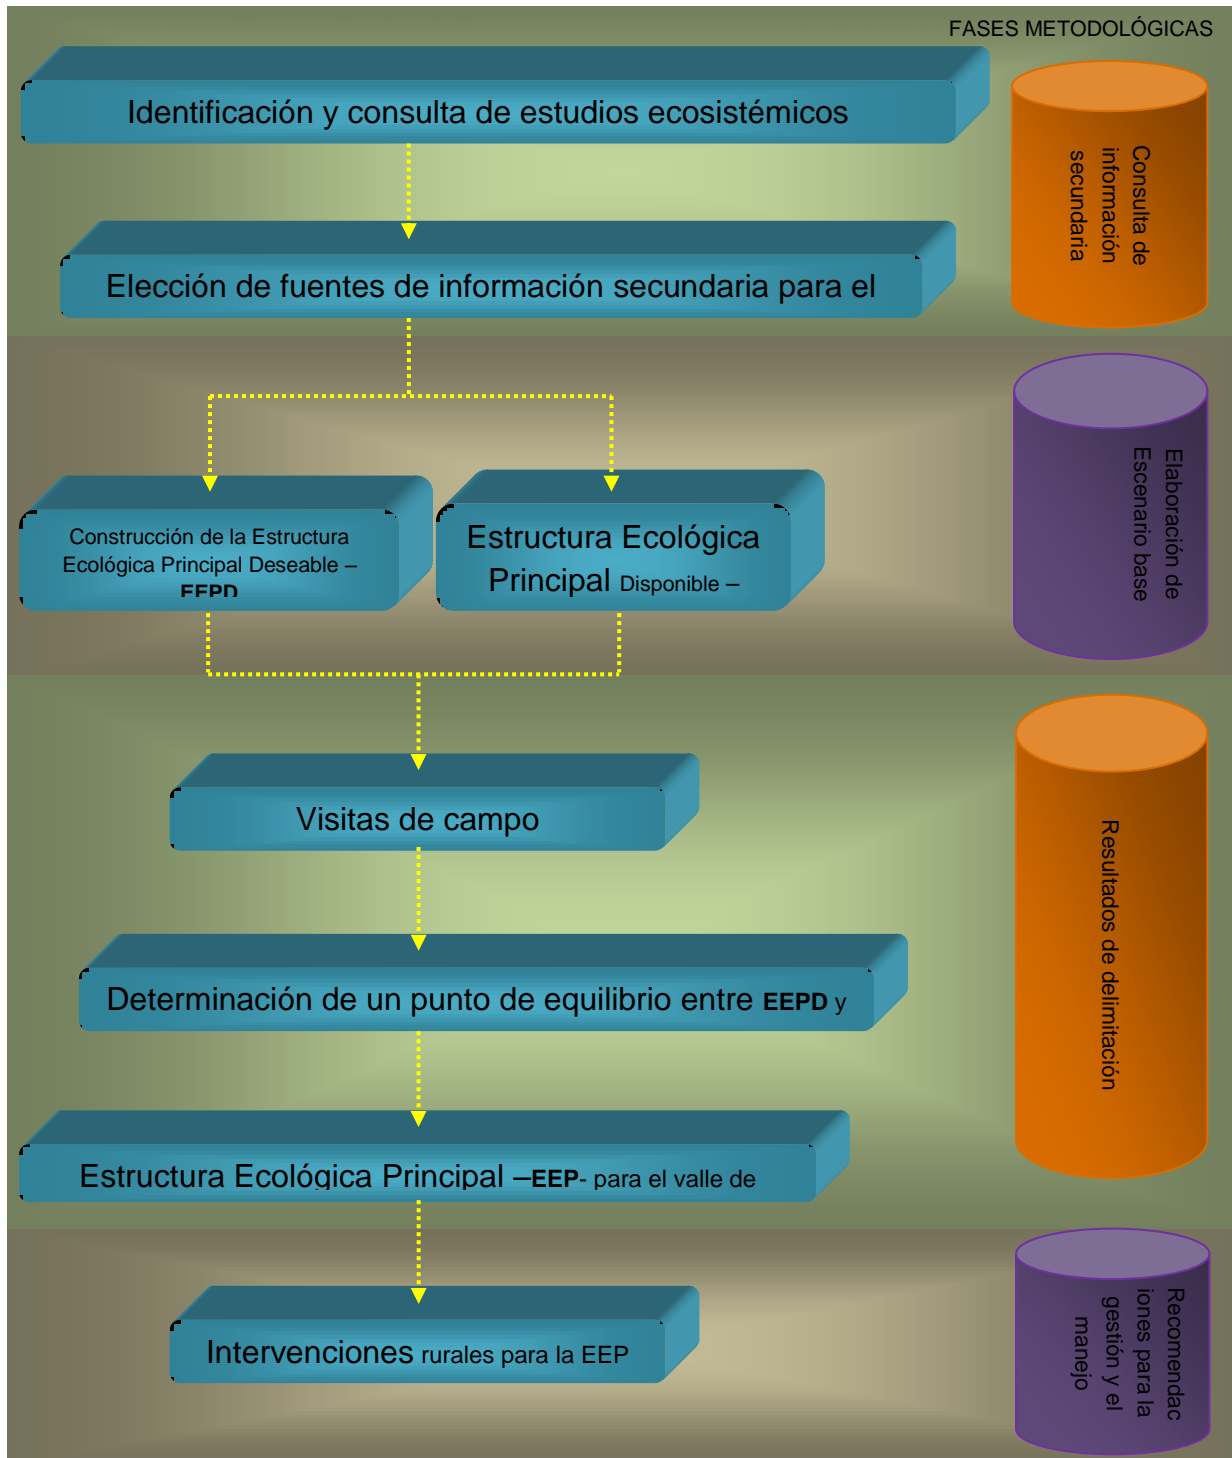 FASES METODOLÓGICAS
Identificación y consulta de estudios ecosistémicos
Consulta de
información
secundaria
Elección de fuentes de información secundaria para el
Elaboración de
Escenario base
Construcción de la Estructura
Ecológica Principal Deseable –
EEPD
Estructura Ecológica
Principal Disponible –
Visitas de campo
Resultados de delimitación
Determinación de un punto de equilibrio entre EEPD y
Estructura Ecológica Principal –EEP- para el valle de
Intervenciones rurales para la EEP
Recomendac
iones para la
gestión y el
manejo